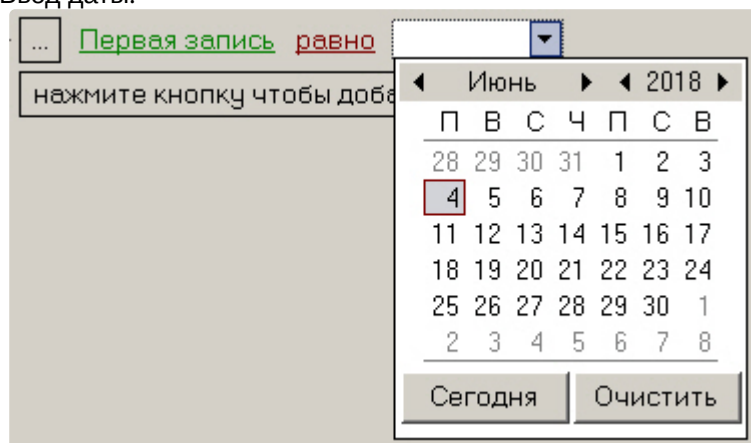 Ввод даты:
... Первая запись равно
нажмите кнопку чтобы доба
Июнь 2018
П В С Ч П С В
28 29 30 31 1 2 3
4 5 6 7 8 9 10
11 12 13 14 15 16 17
18 19 20 21 22 23 24
25 26 27 28 29 30 1
2 3 4 5 6 7 8
Сегодня Очистить